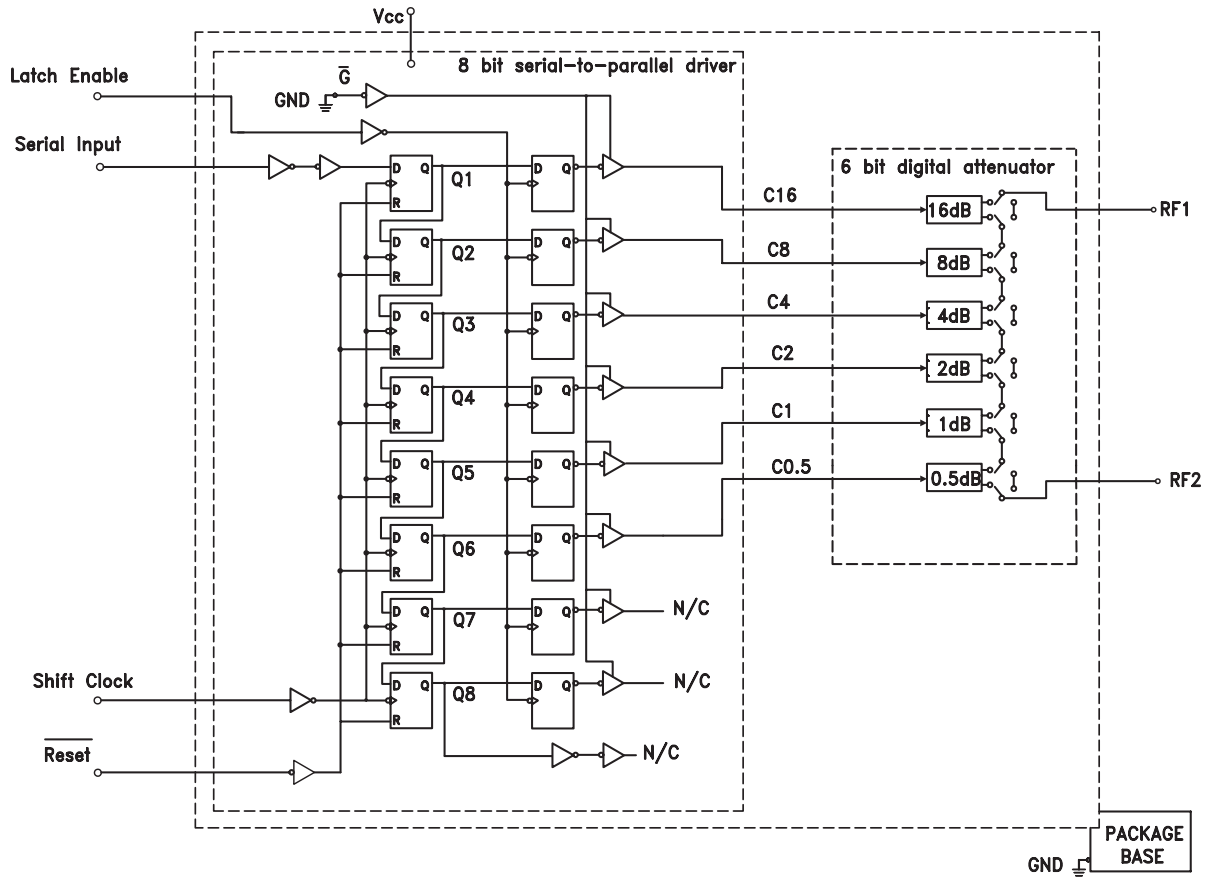 Vcc
8 bit serial-to-parallel driver
Latch Enable
G
GND
Serial Input
D Q
R
Q1
D Q
C16
6 bit digital attenuator
16dB
RF1
D Q
R
Q2
D Q
C8
8dB
D Q
R
Q3
D Q
C4
4dB
D Q
R
Q4
D Q
C2
2dB
D Q
R
Q5
D Q
C1
1dB
D Q
R
Q6
D Q
C0.5
0.5dB
RF2
D Q
R
Q7
D Q
N/C
Shift Clock
D Q
R
Q8
D Q
N/C
Reset
N/C
PACKAGE
BASE
GND